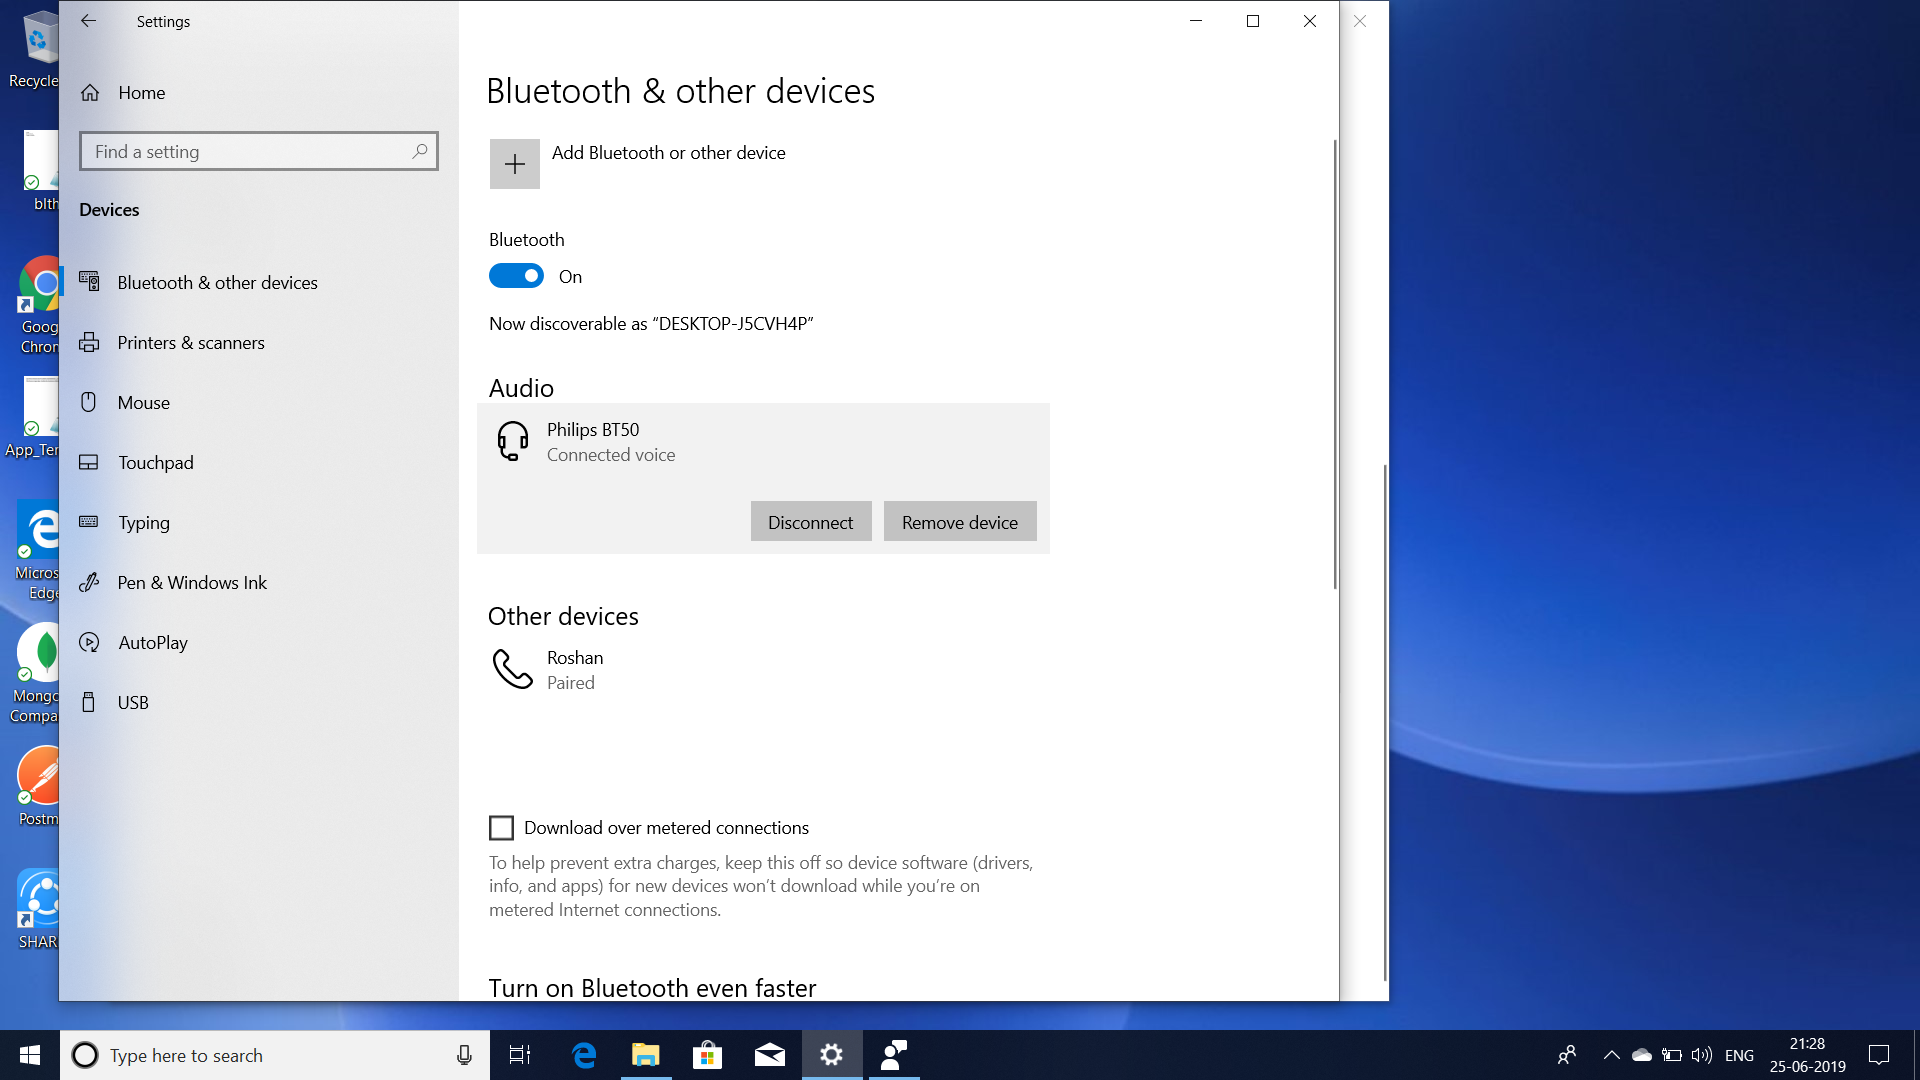 Settings
Home
Find a setting
Devices
Bluetooth & other devices
Printers & scanners
Mouse
Touchpad
Typing
Pen & Windows Ink
AutoPlay
USB
Bluetooth & other devices
Add Bluetooth or other device
Bluetooth
On
Now discoverable as “DESKTOP-J5CVH4P”
Audio
Philips BT50
Connected voice
Disconnect
Remove device
Other devices
Roshan
Paired
Download over metered connections
To help prevent extra charges, keep this off so device software (drivers,
info, and apps) for new devices won’t download while you’re on
metered Internet connections.
Turn on Bluetooth even faster
Recycle
Goog
Chron
App_Ter
Micros
Edge
Mongo
Compa
Postm
SHAR
Type here to search
ENG
21:28
25-06-2019